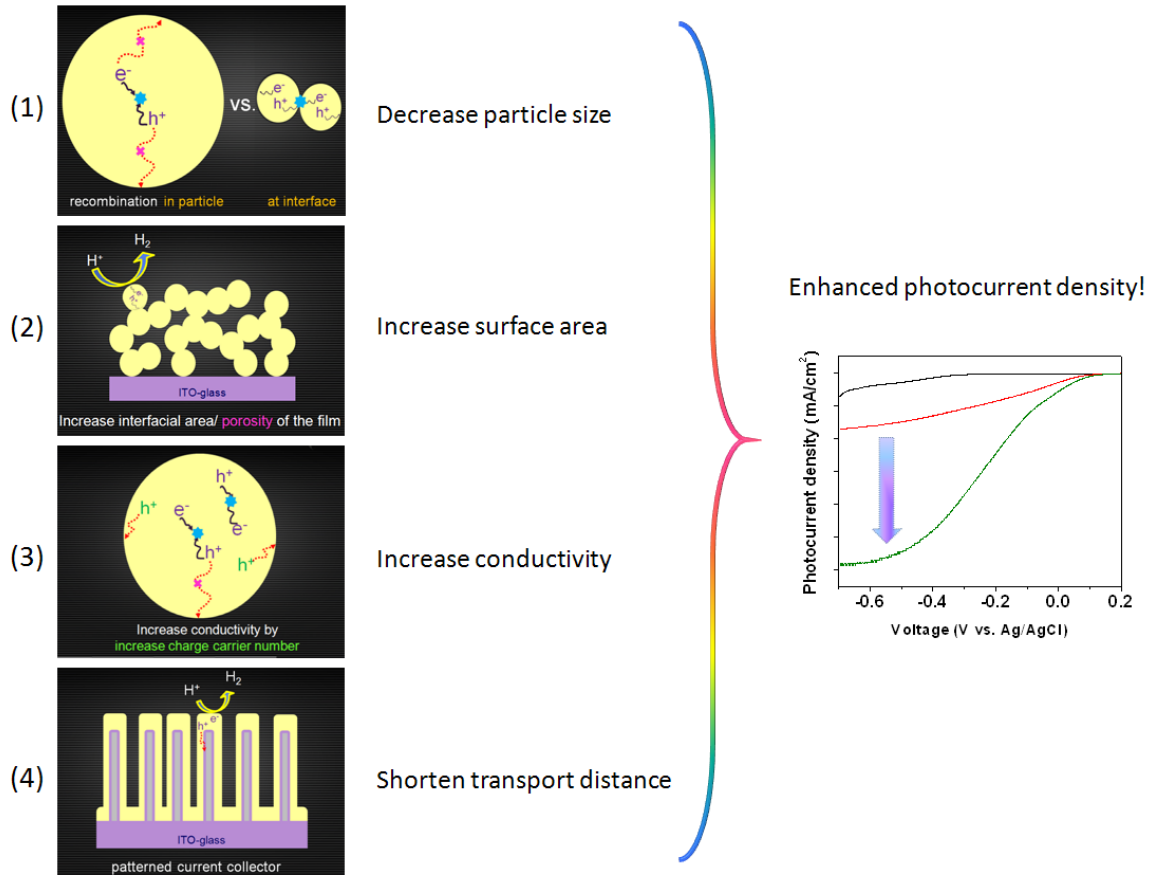 (1)
e⁻
h⁺
vs.
e⁻
h⁺
e⁻
h⁺
recombination in particle at interface
Decrease particle size
(2)
H₂
H⁺
ITO-glass
Increase interfacial area/ porosity of the film
Increase surface area
(3)
h⁺
e⁻
h⁺
e⁻
h⁺
h⁺
Increase conductivity by
increase charge carrier number
Increase conductivity
(4)
H⁺
H₂
h⁺ e⁻
ITO-glass
patterned current collector
Shorten transport distance
Enhanced photocurrent density!
Photocurrent density (mA/cm²)
-0.6 -0.4 -0.2 0.0 0.2
Voltage (V vs. Ag/AgCl)